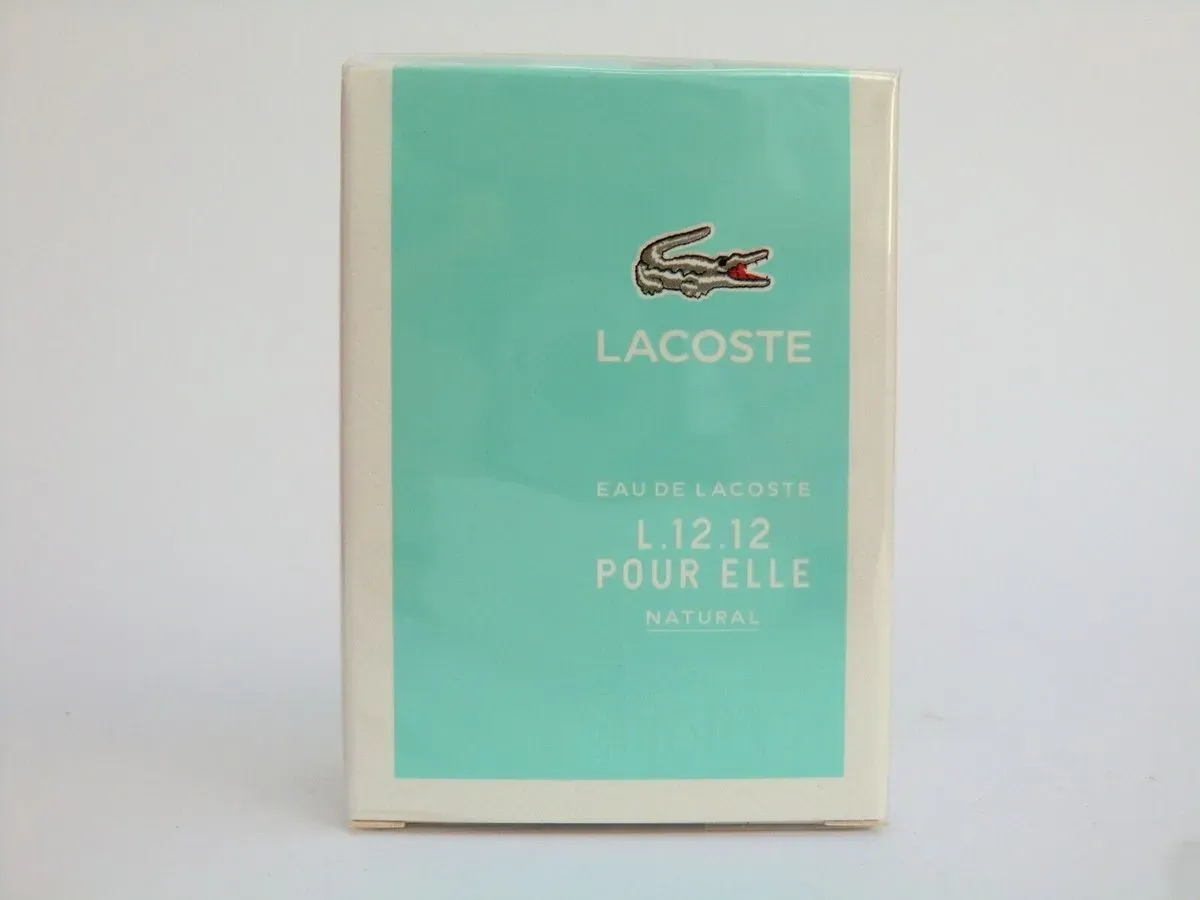 LACOSTE
EAU DE LACOSTE
L.12.12
POUR ELLE
NATURAL